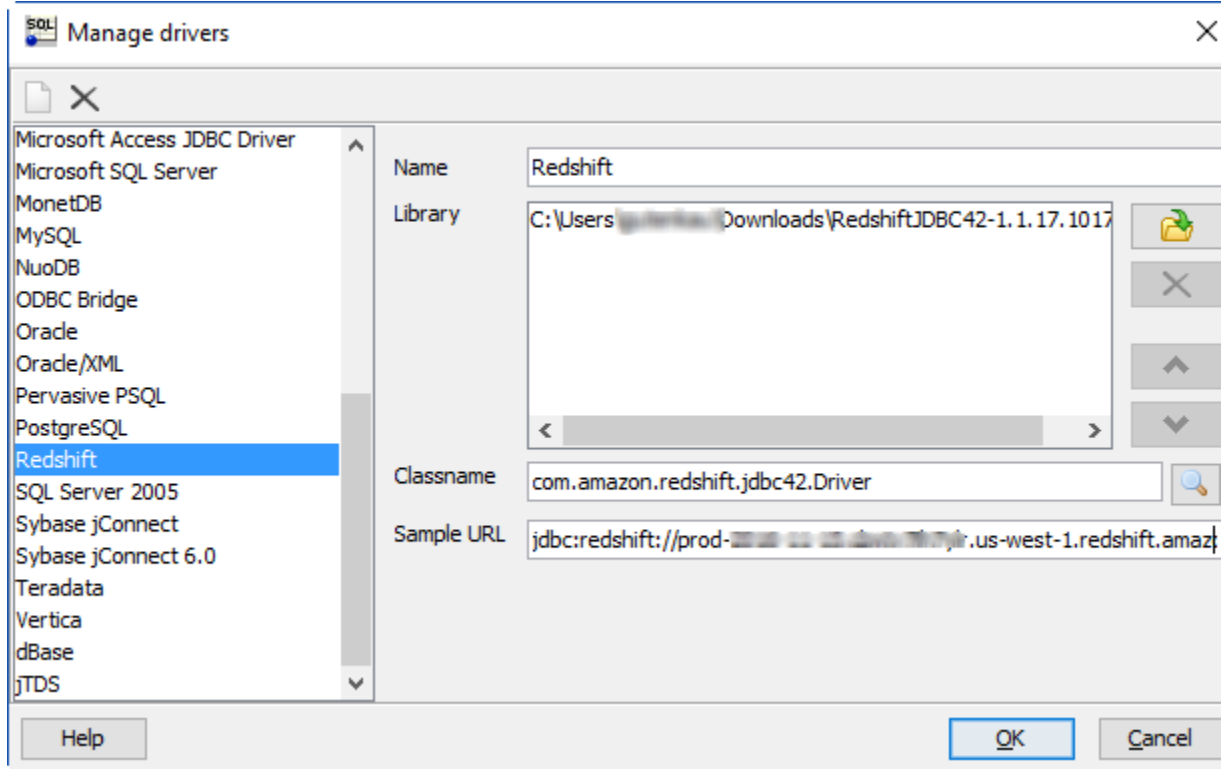 SQL Manage drivers
Microsoft Access JDBC Driver
Microsoft SQL Server
MonetDB
MySQL
NuoDB
ODBC Bridge
Oracle
Oracle/XML
Pervasive PSQL
PostgreSQL
Redshift
SQL Server 2005
Sybase jConnect
Sybase jConnect 6.0
Teradata
Vertica
dBase
jTDS
Name
Redshift
Library
C:\Users Downloads\RedshiftJDBC42-1.1.17.1017
Classname
com.amazon.redshift.jdbc42.Driver
Sample URL
jdbc:redshift://prod- .us-west-1.redshift.amaz
Help
OK
Cancel